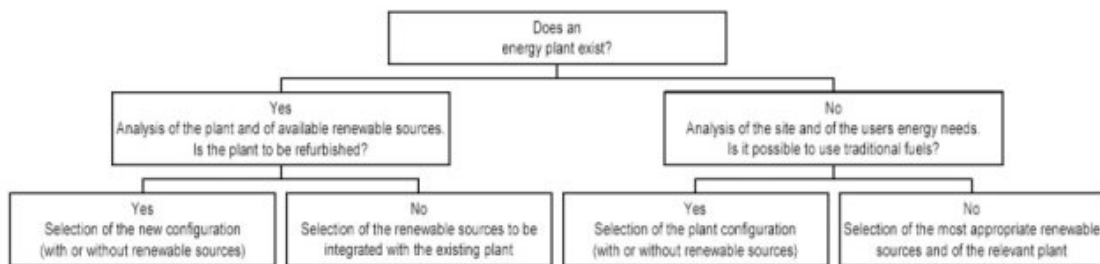 Does an
energy plant exist?
Yes
Analysis of the plant and of available renewable sources.
Is the plant to be refurbished?
No
Analysis of the site and of the users energy needs.
Is it possible to use traditional fuels?
Yes
Selection of the new configuration
(with or without renewable sources)
No
Selection of the renewable sources to be
integrated with the existing plant
Yes
Selection of the plant configuration
(with or without renewable sources)
No
Selection of the most appropriate renewable
sources and of the relevant plant